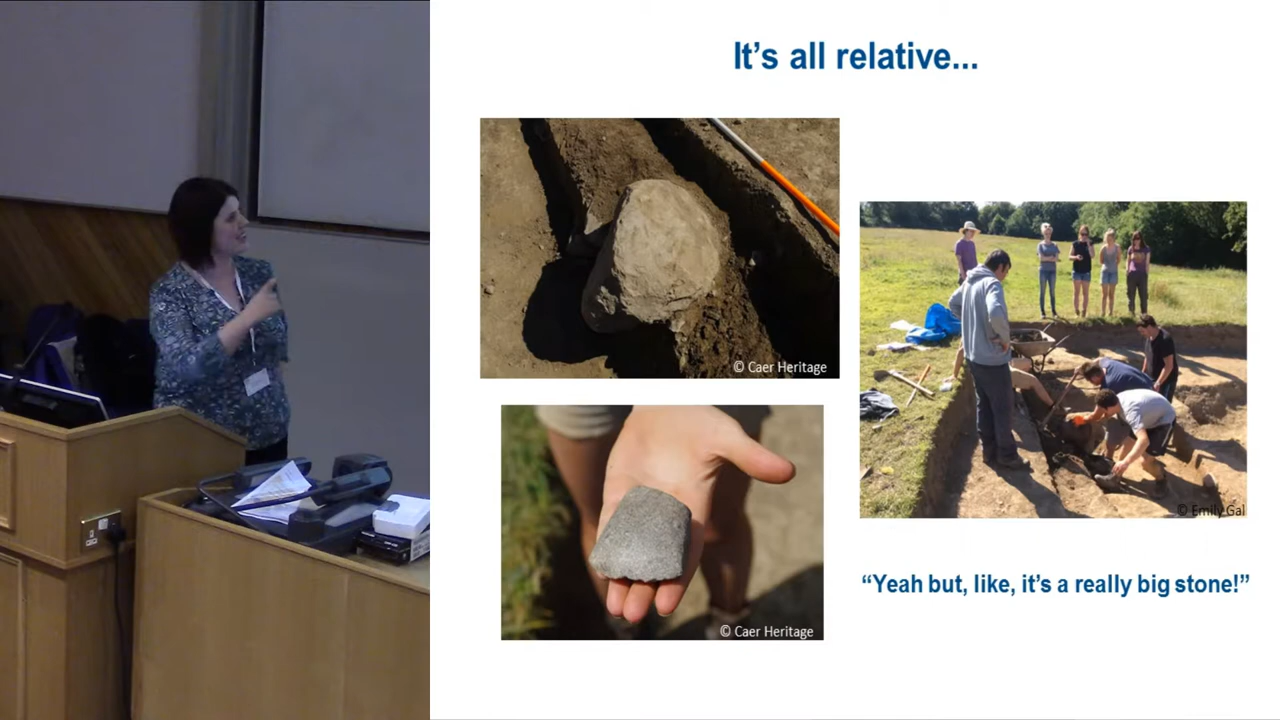 It's all relative...
© Caer Heritage
© Emily Gal
© Caer Heritage
“Yeah but, like, it's a really big stone!”